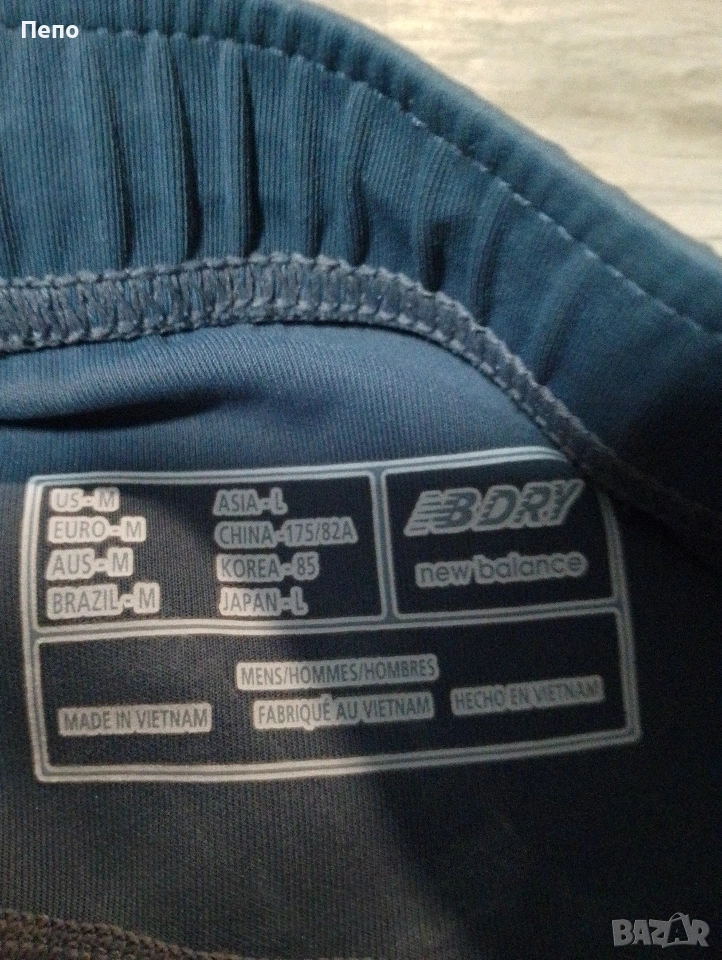 Пепо
US-M
EURO-M
AUS-M
BRAZIL-M
ASIA-L
CHINA-175/82A
KOREA-85
JAPAN-L
NB DRY
new balance
MENS/HOMMES/HOMBRES
MADE IN VIETNAM
FABRIQUÉ AU VIETNAM
HECHO EN VIETNAM
BAZAR